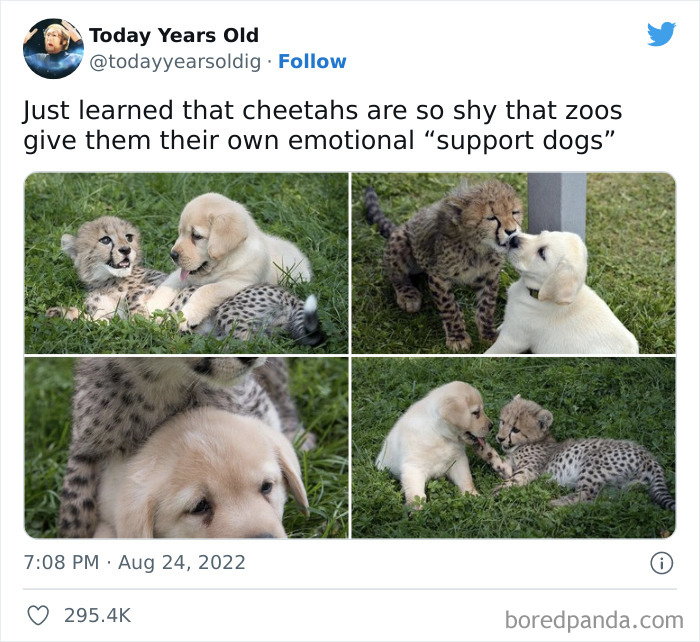 Today Years Old
@todayyearsoldig · Follow
Just learned that cheetahs are so shy that zoos
give them their own emotional “support dogs”
7:08 PM · Aug 24, 2022
295.4K
boredpanda.com